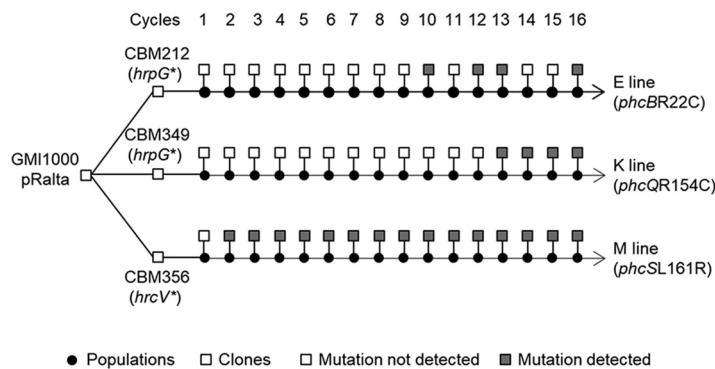 Cycles 1 2 3 4 5 6 7 8 9 10 11 12 13 14 15 16
CBM212
(hrpG*)
E line
(phcBR22C)
CBM349
(hrpG*)
GMI1000
pRalta
K line
(phcQR154C)
M line
(phcSL161R)
CBM356
(hrcV*)
Populations Clones Mutation not detected Mutation detected